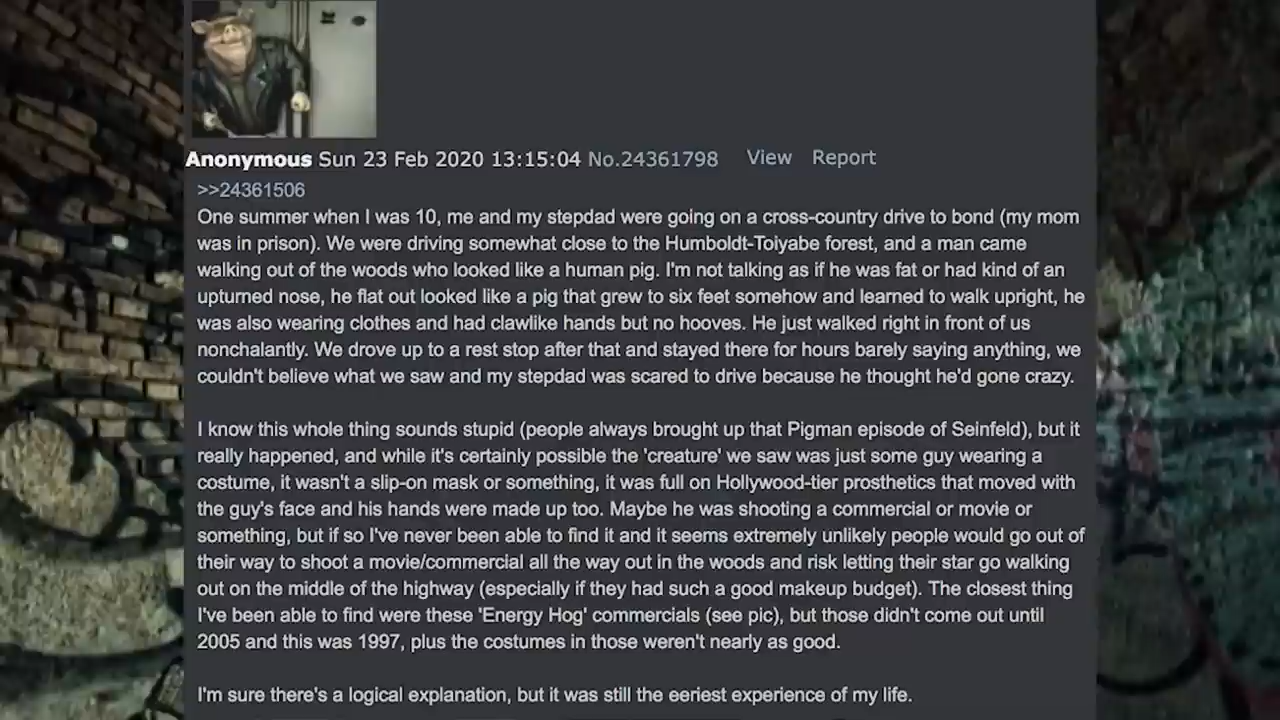 Anonymous Sun 23 Feb 2020 13:15:04 No.24361798 View Report
>>24361506
One summer when I was 10, me and my stepdad were going on a cross-country drive to bond (my mom
was in prison). We were driving somewhat close to the Humboldt-Toiyabe forest, and a man came
walking out of the woods who looked like a human pig. I'm not talking as if he was fat or had kind of an
upturned nose, he flat out looked like a pig that grew to six feet somehow and learned to walk upright, he
was also wearing clothes and had clawlike hands but no hooves. He just walked right in front of us
nonchalantly. We drove up to a rest stop after that and stayed there for hours barely saying anything, we
couldn't believe what we saw and my stepdad was scared to drive because he thought he'd gone crazy.
I know this whole thing sounds stupid (people always brought up that Pigman episode of Seinfeld), but it
really happened, and while it's certainly possible the 'creature' we saw was just some guy wearing a
costume, it wasn't a slip-on mask or something, it was full on Hollywood-tier prosthetics that moved with
the guy's face and his hands were made up too. Maybe he was shooting a commercial or movie or
something, but if so I've never been able to find it and it seems extremely unlikely people would go out of
their way to shoot a movie/commercial all the way out in the woods and risk letting their star go walking
out on the middle of the highway (especially if they had such a good makeup budget). The closest thing
I've been able to find were these 'Energy Hog' commercials (see pic), but those didn't come out until
2005 and this was 1997, plus the costumes in those weren't nearly as good.
I'm sure there's a logical explanation, but it was still the eeriest experience of my life.